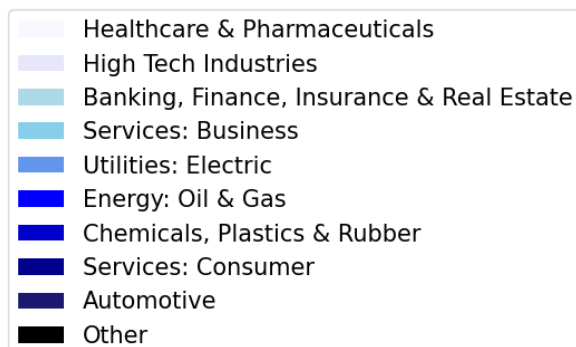 Healthcare & Pharmaceuticals
High Tech Industries
Banking, Finance, Insurance & Real Estate
Services: Business
Utilities: Electric
Energy: Oil & Gas
Chemicals, Plastics & Rubber
Services: Consumer
Automotive
Other